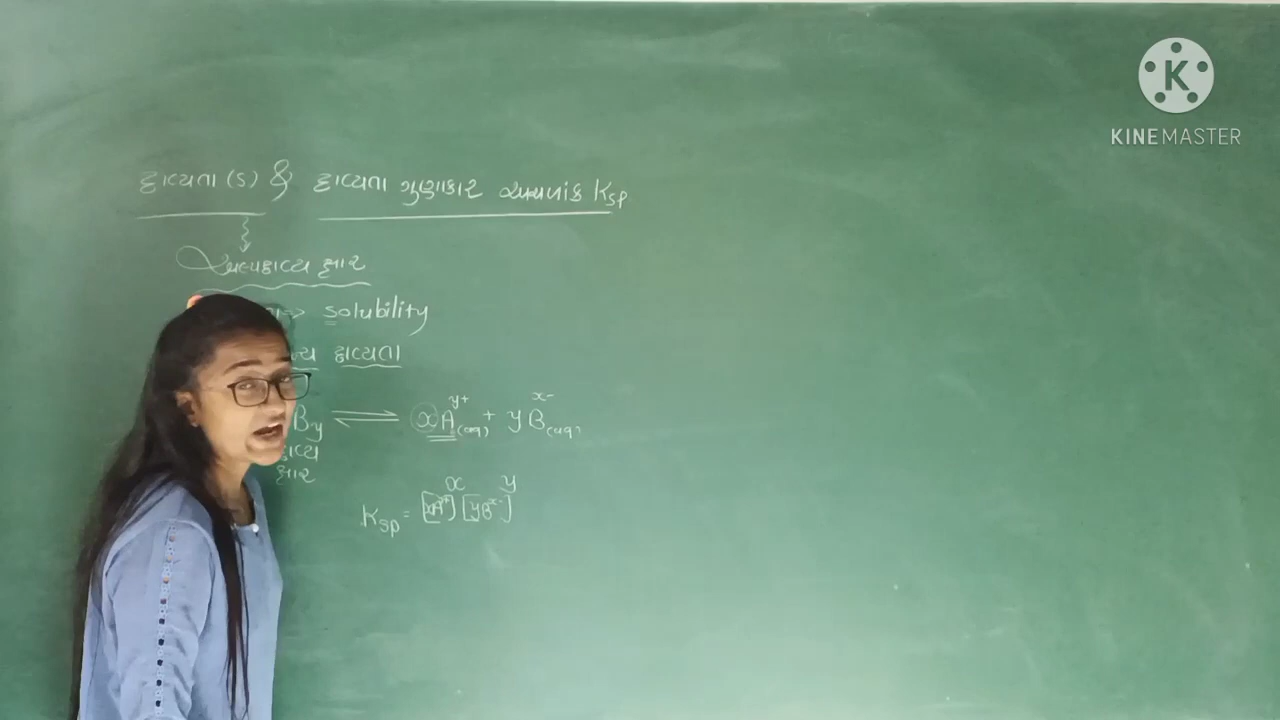 દ્રાવ્યતા (S) & દ્રાવ્યતા ગુણાકાર અચળાંક Ksp
અલ્પદ્રાવ્ય ક્ષાર
→ solubility
દ્રાવ્યતા
By ⇌ xA^y+(aq) + yB^x-(aq)
દ્રાવ્ય
ક્ષાર
Ksp = [xA^y+]^x [yB^x-]^y
K
KINEMASTER